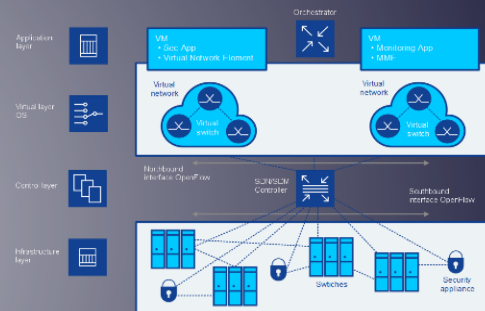 Orchestrator
Application
layer
VM
• Soc App
• Virtual Network Element
VM
• Monitoring App
• MME
Virtual
network
Virtual
switch
Virtual
network
Virtual
switch
Virtual layer
OS
Northbound
interface OpenFlow
Control layer
SDN/SDM
Controller
Southbound
interface OpenFlow
Infrastructure
layer
Swtiches
Security
appliance